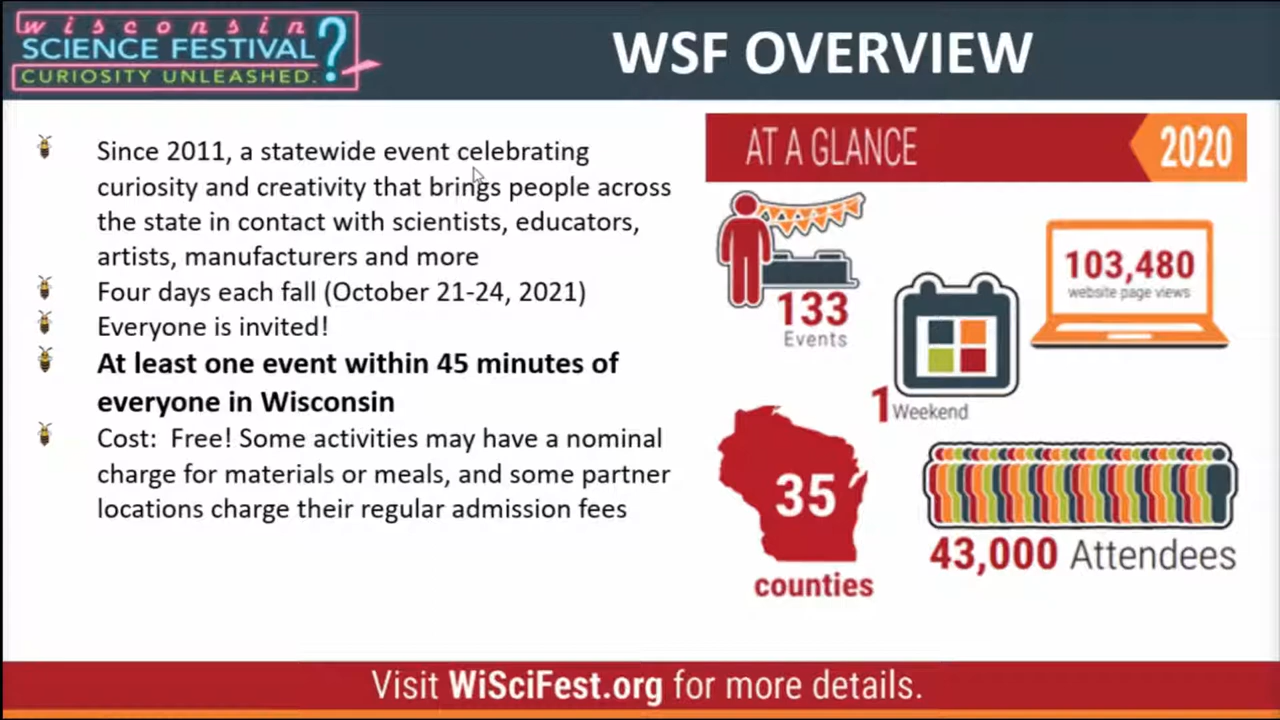 wisconsin
SCIENCE FESTIVAL?
CURIOSITY UNLEASHED.
WSF OVERVIEW
Since 2011, a statewide event celebrating
curiosity and creativity that brings people across
the state in contact with scientists, educators,
artists, manufacturers and more
Four days each fall (October 21-24, 2021)
Everyone is invited!
At least one event within 45 minutes of
everyone in Wisconsin
Cost:  Free! Some activities may have a nominal
charge for materials or meals, and some partner
locations charge their regular admission fees
AT A GLANCE
2020
133
Events
103,480
website page views
1 Weekend
35
counties
43,000 Attendees
Visit WiSciFest.org for more details.